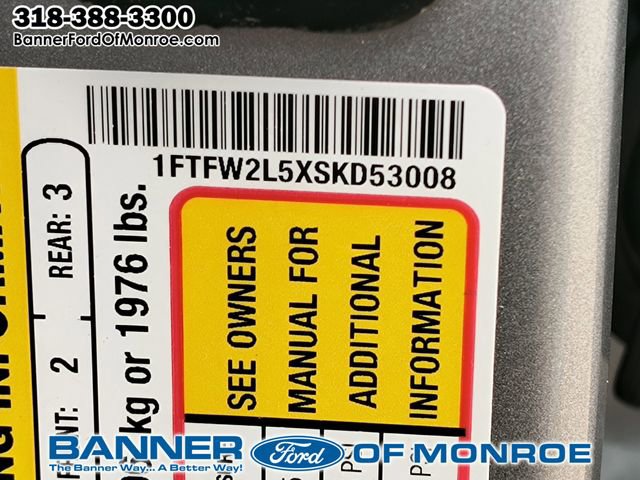 318-388-3300
BannerFordOfMonroe.com
1FTFW2L5XSKD53008
REAR: 3
2
kg or 1976 lbs.
SEE OWNERS
MANUAL FOR
ADDITIONAL
INFORMATION
BANNER Ford OF MONROE
The Banner Way... A Better Way!